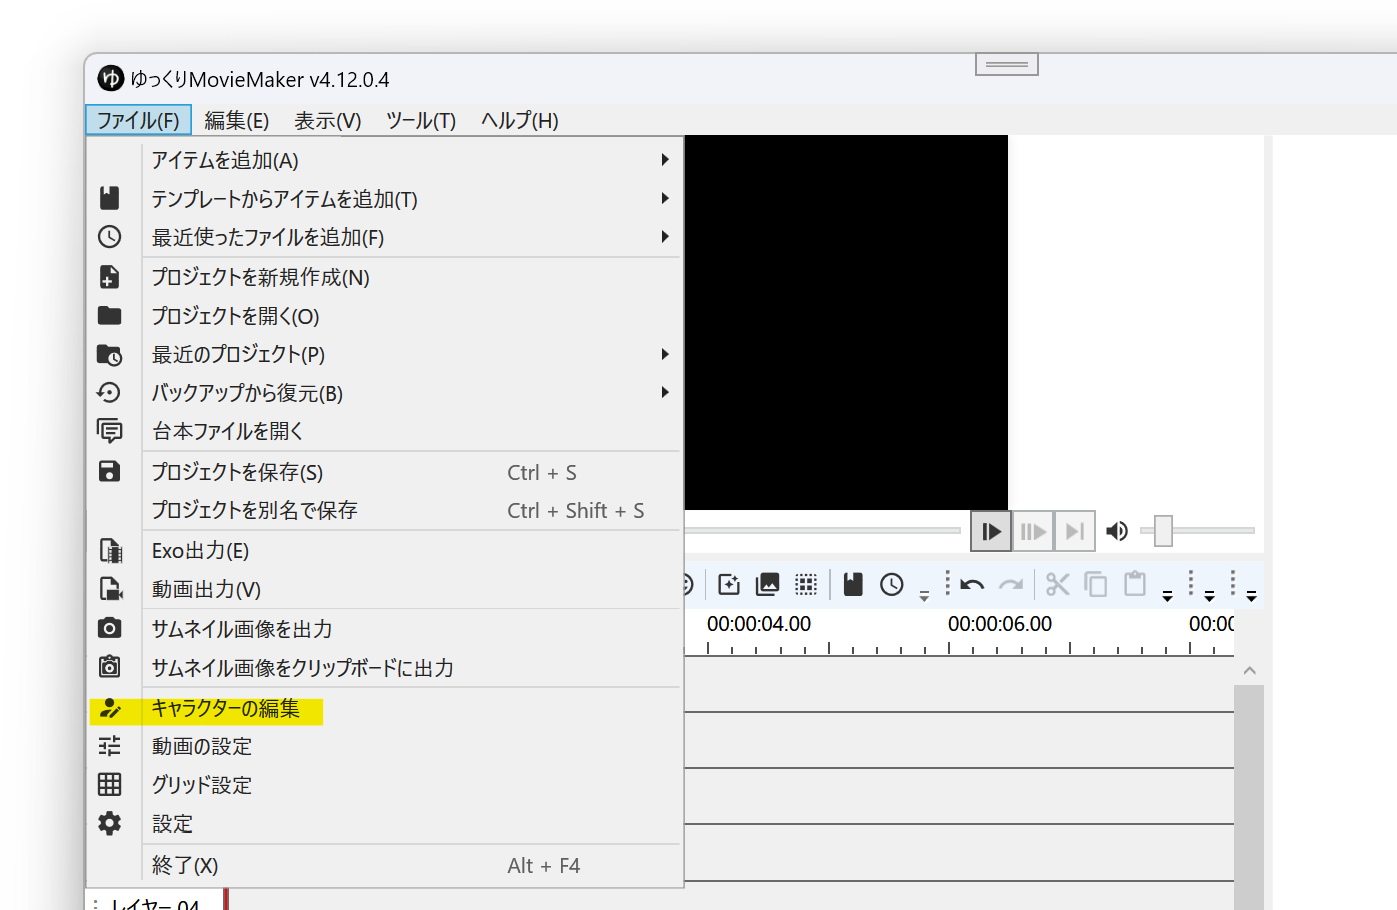 ゆっくりMovieMaker v4.12.0.4
ファイル(F) 編集(E) 表示(V) ツール(T) ヘルプ(H)
アイテムを追加(A)
テンプレートからアイテムを追加(T)
最近使ったファイルを追加(F)
プロジェクトを新規作成(N)
プロジェクトを開く(O)
最近のプロジェクト(P)
バックアップから復元(B)
台本ファイルを開く
プロジェクトを保存(S) Ctrl + S
プロジェクトを別名で保存 Ctrl + Shift + S
Exo出力(E)
動画出力(V)
サムネイル画像を出力
サムネイル画像をクリップボードに出力
キャラクターの編集
動画の設定
グリッド設定
設定
終了(X) Alt + F4
00:00:04.00 00:00:06.00 00:00
レイヤー 04